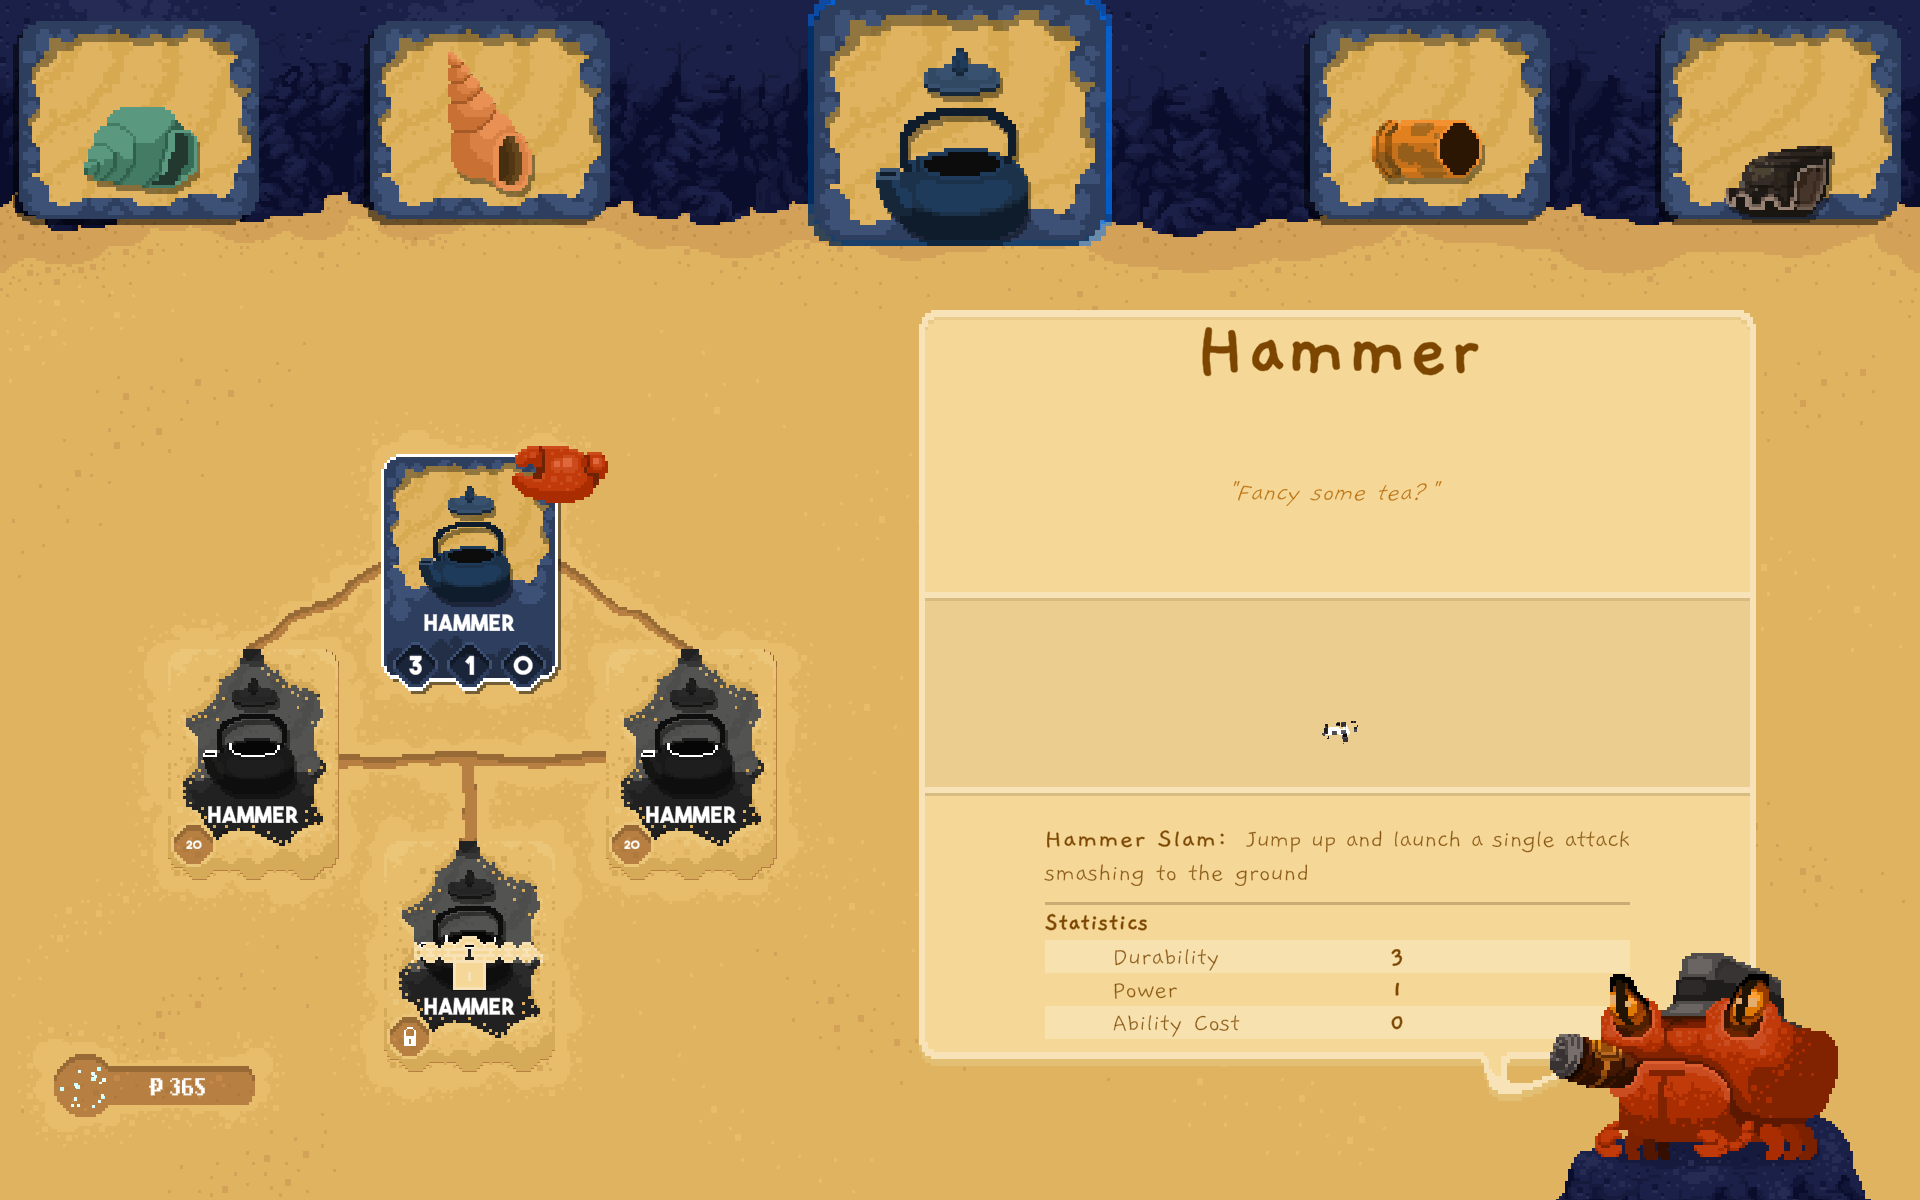 Hammer
"Fancy some tea?"
HAMMER
3 1 0
HAMMER
20
HAMMER
20
HAMMER
Hammer Slam: Jump up and launch a single attack
smashing to the ground
Statistics
Durability 3
Power 1
Ability Cost 0
₽ 365